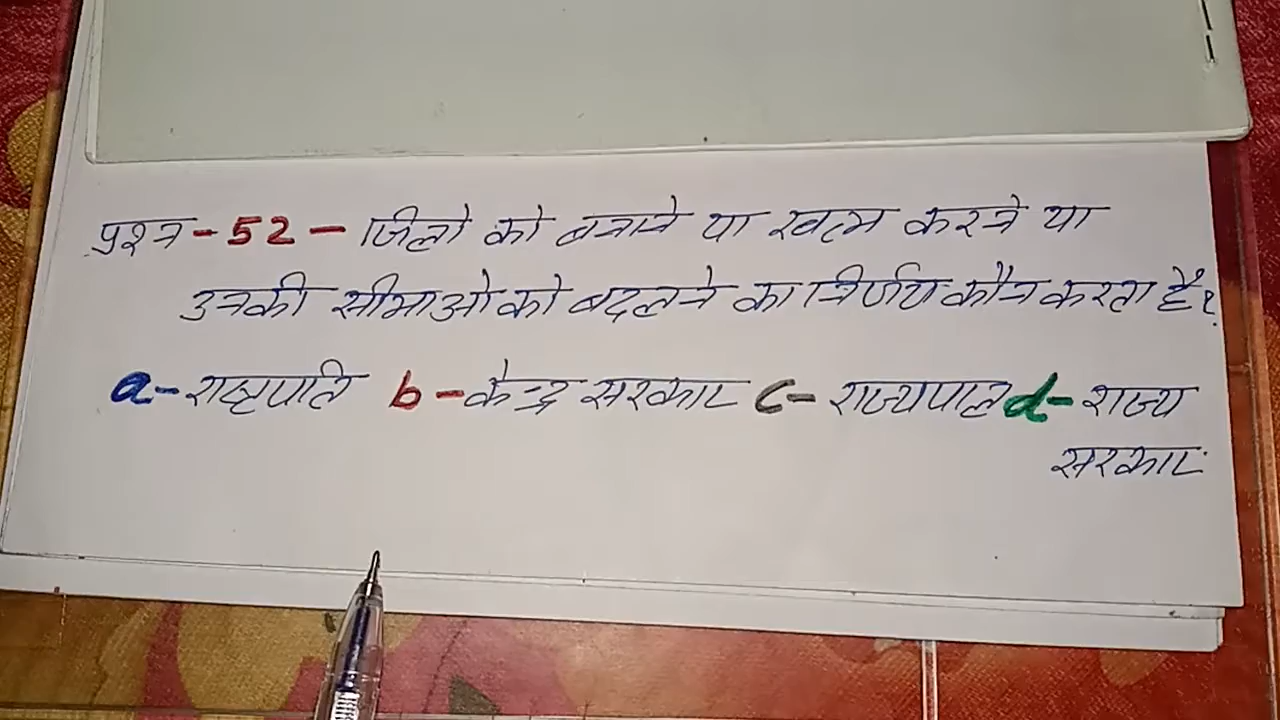 प्रश्न - 52 - जिलो को बनाने या खत्म करने या
उनकी सीमाओ को बदलने का निर्णय कौन करता है?
a - राष्ट्रपति b - केन्द्र सरकार c - राज्यपाल d - राज्य
सरकार